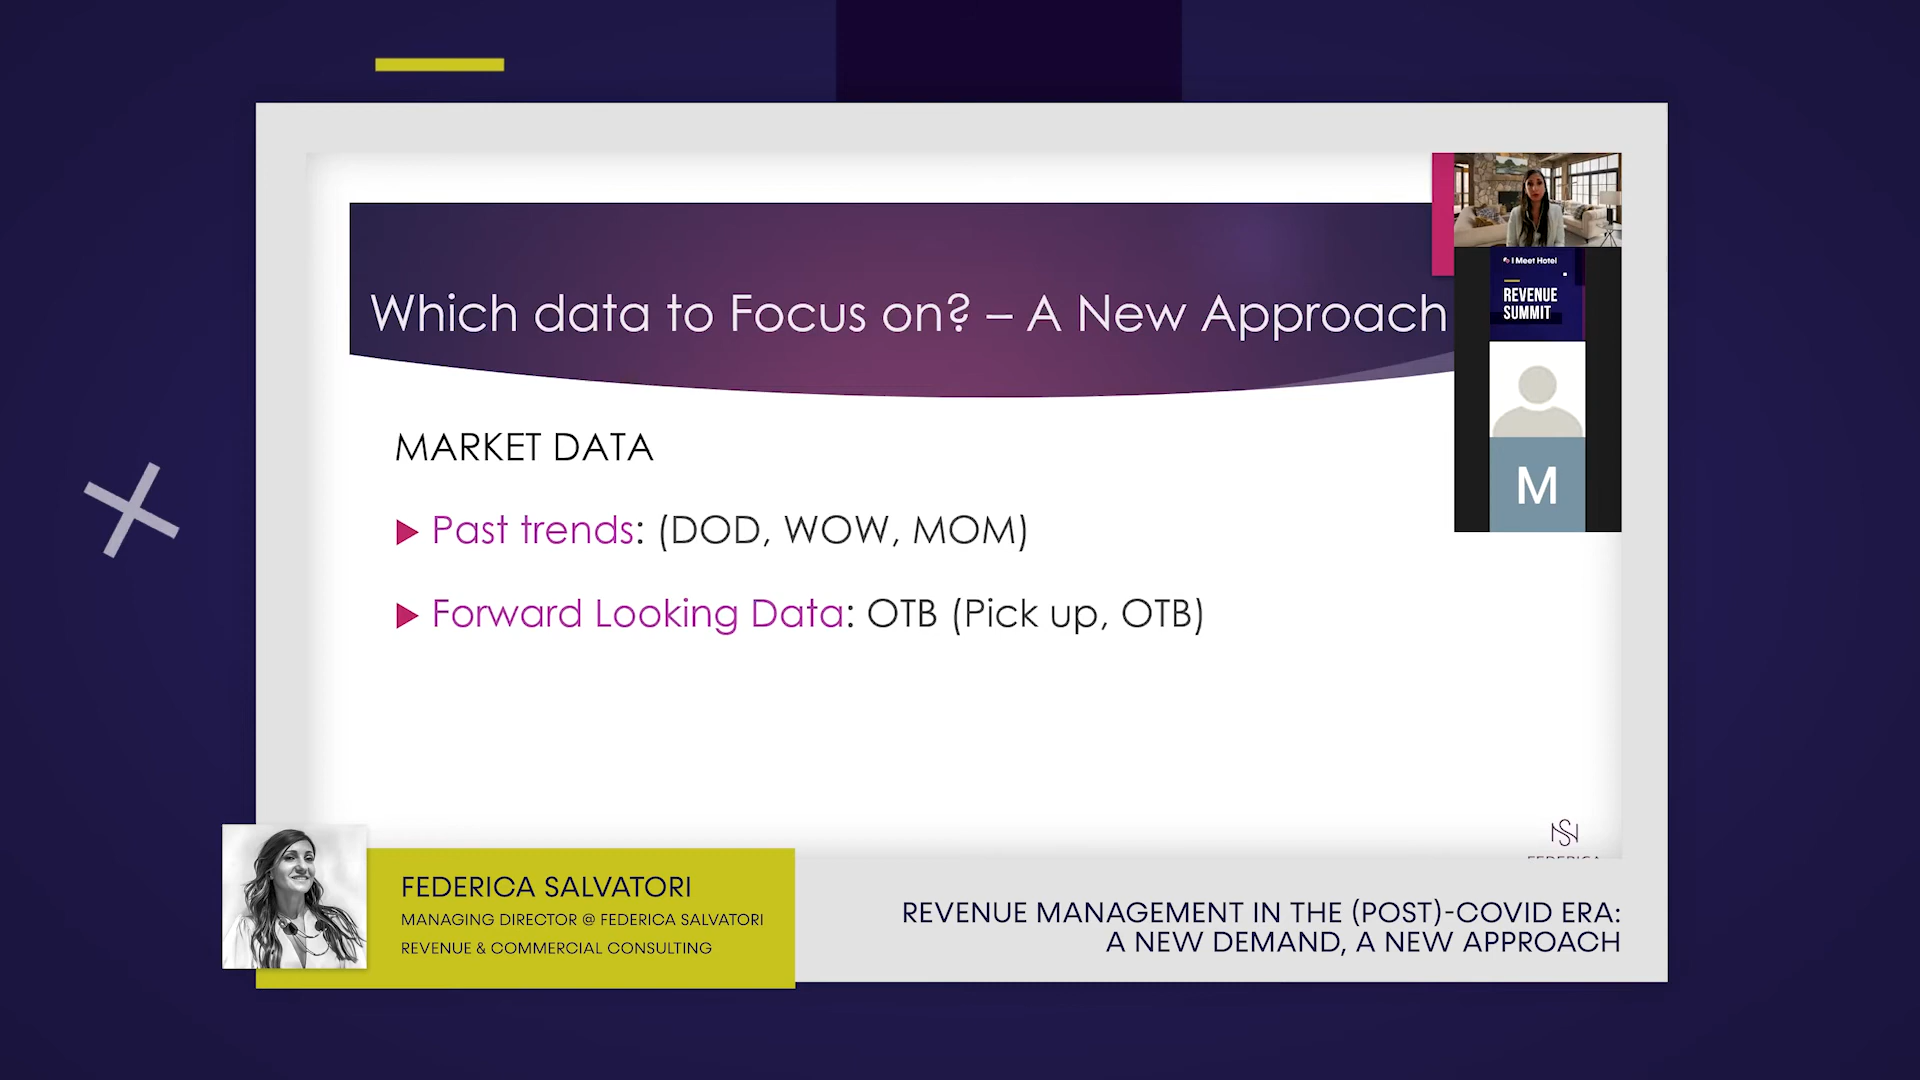 Which data to Focus on? – A New Approach
MARKET DATA
Past trends: (DOD, WOW, MOM)
Forward Looking Data: OTB (Pick up, OTB)
I Meet Hotel
REVENUE
SUMMIT
M
FEDERICA SALVATORI
MANAGING DIRECTOR @ FEDERICA SALVATORI
REVENUE & COMMERCIAL CONSULTING
REVENUE MANAGEMENT IN THE (POST)-COVID ERA:
A NEW DEMAND, A NEW APPROACH